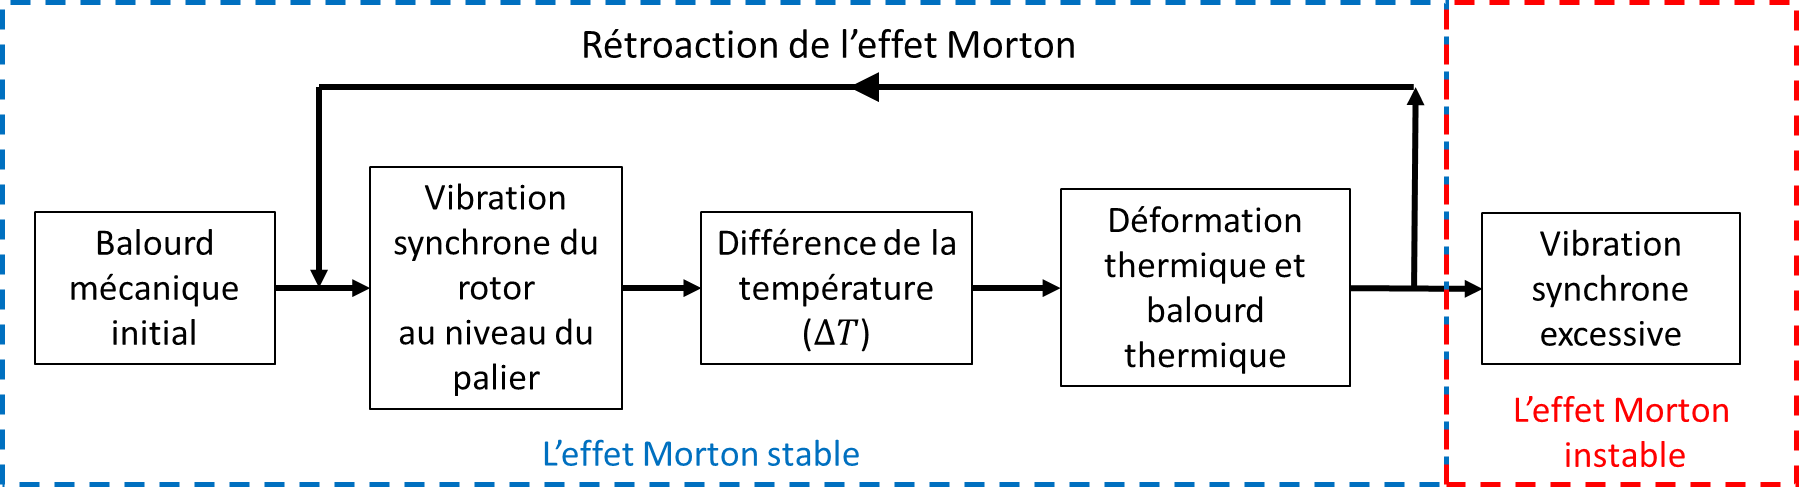 Rétroaction de l’effet Morton
Balourd
mécanique
initial
Vibration
synchrone du
rotor
au niveau du
palier
Différence de la
température
(ΔT)
Déformation
thermique et
balourd
thermique
Vibration
synchrone
excessive
L’effet Morton stable
L’effet Morton
instable